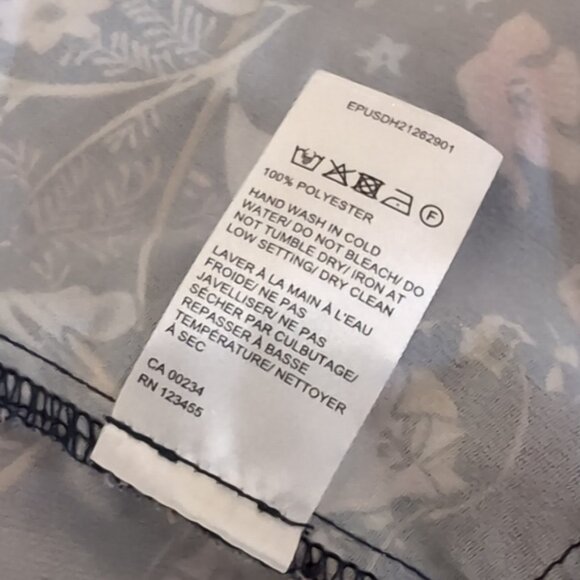 EPUSDH21262901
F
100% POLYESTER
HAND WASH IN COLD
WATER/ DO NOT BLEACH/ DO
NOT TUMBLE DRY/ IRON AT
LOW SETTING/ DRY CLEAN
LAVER À LA MAIN À L'EAU
FROIDE/ NE PAS
JAVELLISER/ NE PAS
SÉCHER PAR CULBUTAGE/
REPASSER À BASSE
TEMPÉRATURE/ NETTOYER
À SEC
CA 00234
RN 123455